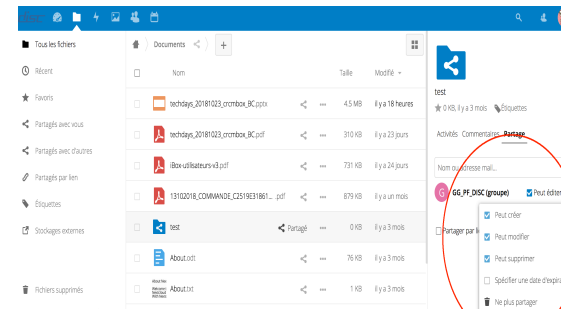 Tous les fichiers
Récent
Favoris
Partagés avec vous
Partagés avec d'autres
Partagés par lien
Étiquettes
Stockages externes
Fichiers supprimés
Documents
Nom Taille Modifié
techdays_20181023_crcmbox_BC.pptx 4.5 MB il y a 18 heures
techdays_20181023_crcmbox_BC.pdf 310 KB il y a 23 jours
iBox-utilisateurs-v3.pdf 731 KB il y a 24 jours
13102018_COMMANDE_C2519E31861... .pdf 879 KB il y a un mois
test Partagé 0 KB il y a 3 mois
About.odt 76 KB il y a 3 mois
About.txt 1 KB il y a 3 mois
test
0 KB, il y a 3 mois Étiquettes
Activités Commentaires Partage
Nom ou adresse mail...
G GG_PF_DISC (groupe) Peut éditer
Peut créer
Partager par li
Peut modifier
Peut supprimer
Spécifier une date d'expira
Ne plus partager